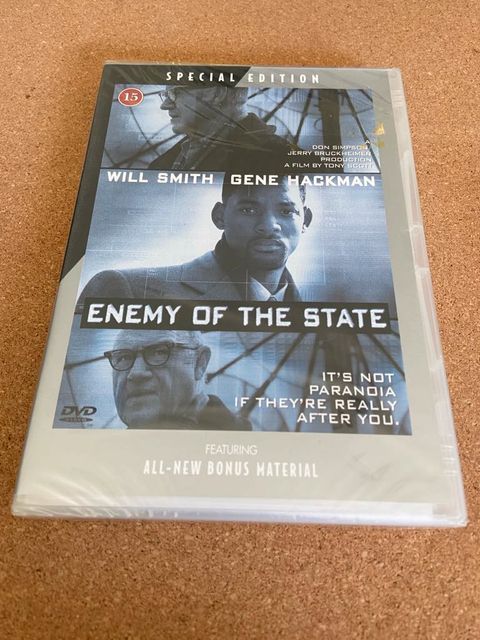 SPECIAL EDITION
15
A
DON SIMPSON
JERRY BRUCKHEIMER
PRODUCTION
A FILM BY TONY SCOTT
WILL SMITH GENE HACKMAN
ENEMY OF THE STATE
IT'S NOT
PARANOIA
IF THEY'RE REALLY
AFTER YOU.
DVD
VIDEO
FEATURING
ALL-NEW BONUS MATERIAL